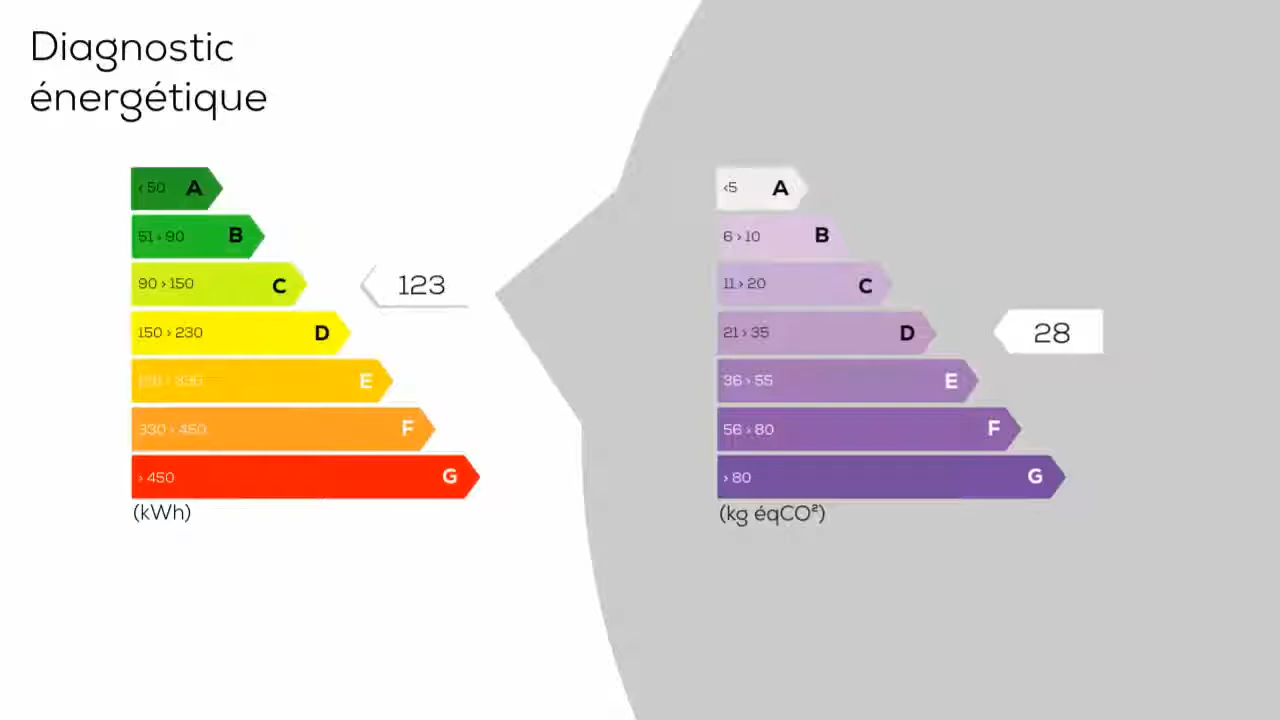 Diagnostic
énergétique
< 50 A
51 > 90 B
90 > 150 C
123
150 > 230 D
E
330 > 450 F
> 450 G
(kWh)
<5 A
6 > 10 B
11 > 20 C
21 > 35 D
28
36 > 55 E
56 > 80 F
> 80 G
(kg éqCO²)